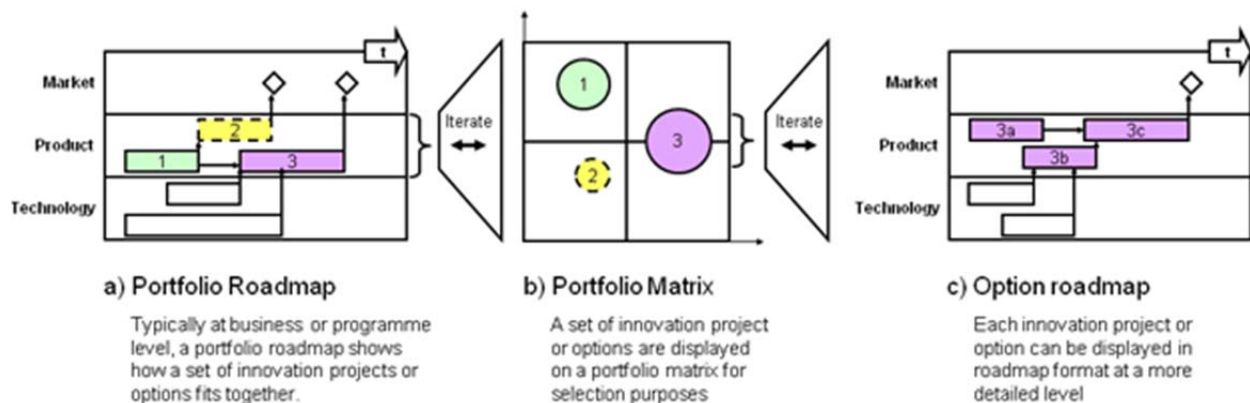 t
Market
Product
Technology
1
2
3
Iterate
1
2
3
Iterate
t
Market
Product
Technology
3a
3b
3c
a) Portfolio Roadmap
Typically at business or programme
level, a portfolio roadmap shows
how a set of innovation projects or
options fits together.
b) Portfolio Matrix
A set of innovation project
or options are displayed
on a portfolio matrix for
selection purposes
c) Option roadmap
Each innovation project or
option can be displayed in
roadmap format at a more
detailed level